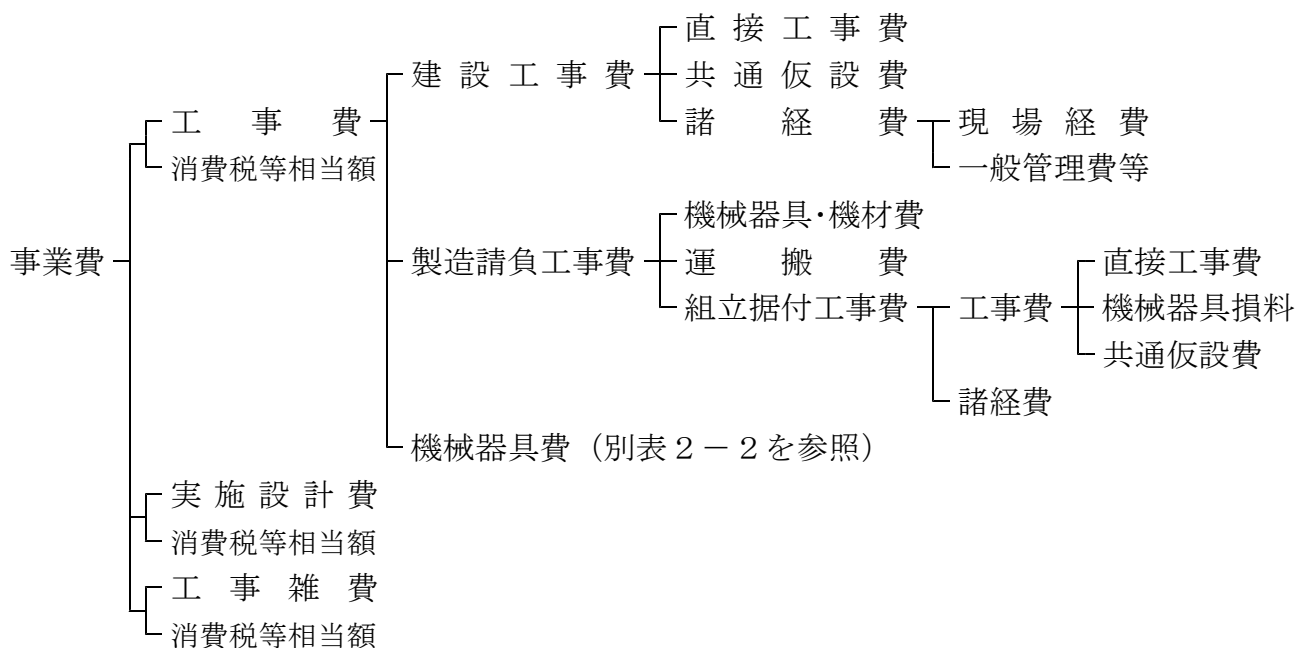 直接工事費
建設工事費 共通仮設費
工事費 諸経費 現場経費
消費税等相当額 一般管理費等
機械器具・機材費
事業費 製造請負工事費 運搬費 直接工事費
組立据付工事費 工事費 機械器具損料
共通仮設費
諸経費
機械器具費（別表２－２を参照）
実施設計費
消費税等相当額
工事雑費
消費税等相当額